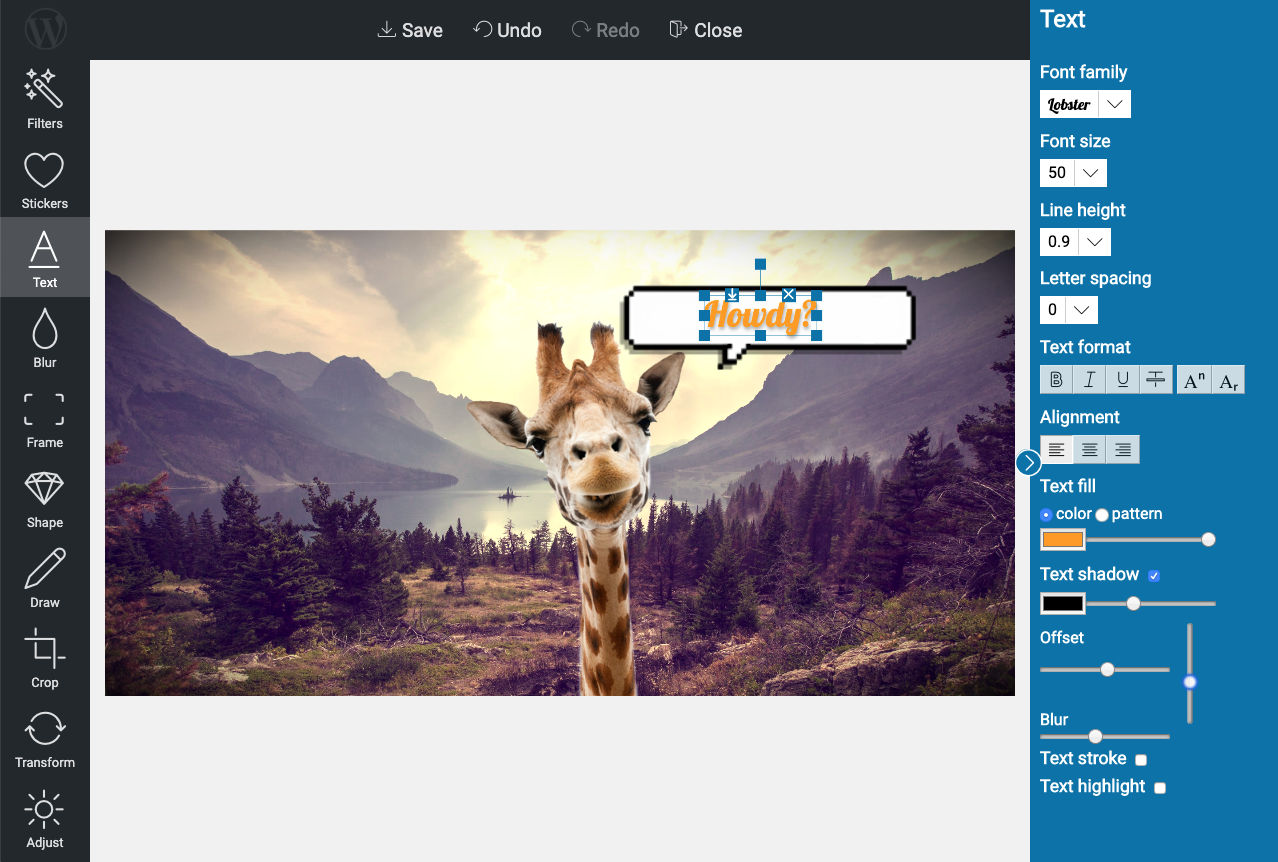 Save Undo Redo Close
Filters
Stickers
Text
Blur
Frame
Shape
Draw
Crop
Transform
Adjust
Howdy?
Text
Font family
Lobster
Font size
50
Line height
0.9
Letter spacing
0
Text format
B I U T Aⁿ Aᵣ
Alignment
Text fill
color pattern
Text shadow
Offset
Blur
Text stroke
Text highlight